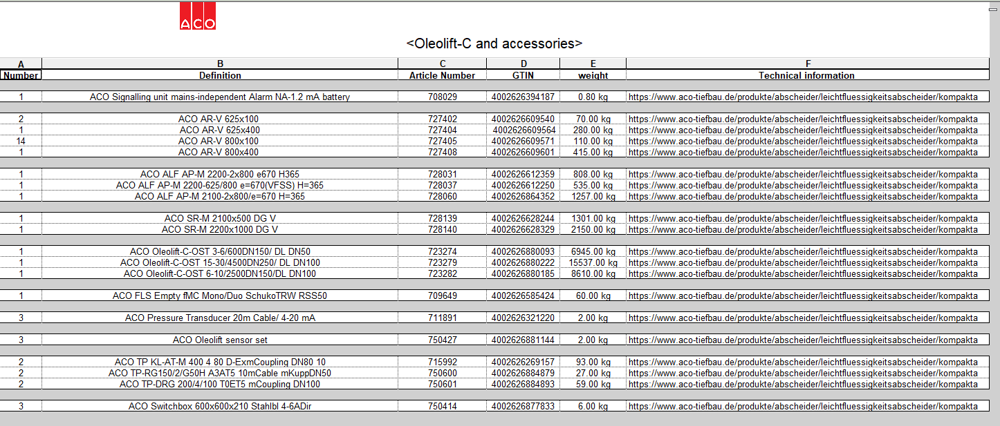 ACO
<Oleolift-C and accessories>
A B C D E F
Number Definition Article Number GTIN weight Technical information
1 ACO Signalling unit mains-independent Alarm NA-1.2 mA battery 708029 4002626394187 0.80 kg https://www.aco-tiefbau.de/produkte/abscheider/leichtfluessigkeitsabscheider/kompakta
2 ACO AR-V 625x100 727402 4002626609540 70.00 kg https://www.aco-tiefbau.de/produkte/abscheider/leichtfluessigkeitsabscheider/kompakta
1 ACO AR-V 625x400 727404 4002626609564 280.00 kg https://www.aco-tiefbau.de/produkte/abscheider/leichtfluessigkeitsabscheider/kompakta
14 ACO AR-V 800x100 727405 4002626609571 110.00 kg https://www.aco-tiefbau.de/produkte/abscheider/leichtfluessigkeitsabscheider/kompakta
1 ACO AR-V 800x400 727408 4002626609601 415.00 kg https://www.aco-tiefbau.de/produkte/abscheider/leichtfluessigkeitsabscheider/kompakta
1 ACO ALF AP-M 2200-2x800 e670 H365 728031 4002626612359 808.00 kg https://www.aco-tiefbau.de/produkte/abscheider/leichtfluessigkeitsabscheider/kompakta
1 ACO ALF AP-M 2200-625/800 e=670(VFSS) H=365 728037 4002626612250 535.00 kg https://www.aco-tiefbau.de/produkte/abscheider/leichtfluessigkeitsabscheider/kompakta
1 ACO ALF AP-M 2100-2x800/e=670 H=365 728060 4002626864352 1257.00 kg https://www.aco-tiefbau.de/produkte/abscheider/leichtfluessigkeitsabscheider/kompakta
1 ACO SR-M 2100x500 DG V 728139 4002626628244 1301.00 kg https://www.aco-tiefbau.de/produkte/abscheider/leichtfluessigkeitsabscheider/kompakta
1 ACO SR-M 2200x1000 DG V 728140 4002626628329 2150.00 kg https://www.aco-tiefbau.de/produkte/abscheider/leichtfluessigkeitsabscheider/kompakta
1 ACO Oleolift-C-OST 3-6/600DN150/ DL DN50 723274 4002626880093 6945.00 kg https://www.aco-tiefbau.de/produkte/abscheider/leichtfluessigkeitsabscheider/kompakta
1 ACO Oleolift-C-OST 15-30/4500DN250/ DL DN100 723279 4002626880222 15537.00 kg https://www.aco-tiefbau.de/produkte/abscheider/leichtfluessigkeitsabscheider/kompakta
1 ACO Oleolift-C-OST 6-10/2500DN150/DL DN100 723282 4002626880185 8610.00 kg https://www.aco-tiefbau.de/produkte/abscheider/leichtfluessigkeitsabscheider/kompakta
1 ACO FLS Empty fMC Mono/Duo SchukoTRW RSS50 709649 4002626585424 60.00 kg https://www.aco-tiefbau.de/produkte/abscheider/leichtfluessigkeitsabscheider/kompakta
3 ACO Pressure Transducer 20m Cable/ 4-20 mA 711891 4002626321220 2.00 kg https://www.aco-tiefbau.de/produkte/abscheider/leichtfluessigkeitsabscheider/kompakta
3 ACO Oleolift sensor set 750427 4002626881144 2.00 kg https://www.aco-tiefbau.de/produkte/abscheider/leichtfluessigkeitsabscheider/kompakta
2 ACO TP KL-AT-M 400 4 80 D-ExmCoupling DN80 10 715992 4002626269157 93.00 kg https://www.aco-tiefbau.de/produkte/abscheider/leichtfluessigkeitsabscheider/kompakta
2 ACO TP-RG150/2/G50H A3AT5 10mCable mKuppDN50 750600 4002626884879 27.00 kg https://www.aco-tiefbau.de/produkte/abscheider/leichtfluessigkeitsabscheider/kompakta
2 ACO TP-DRG 200/4/100 T0ET5 mCoupling DN100 750601 4002626884893 59.00 kg https://www.aco-tiefbau.de/produkte/abscheider/leichtfluessigkeitsabscheider/kompakta
3 ACO Switchbox 600x600x210 Stahlbl 4-6ADir 750414 4002626877833 6.00 kg https://www.aco-tiefbau.de/produkte/abscheider/leichtfluessigkeitsabscheider/kompakta